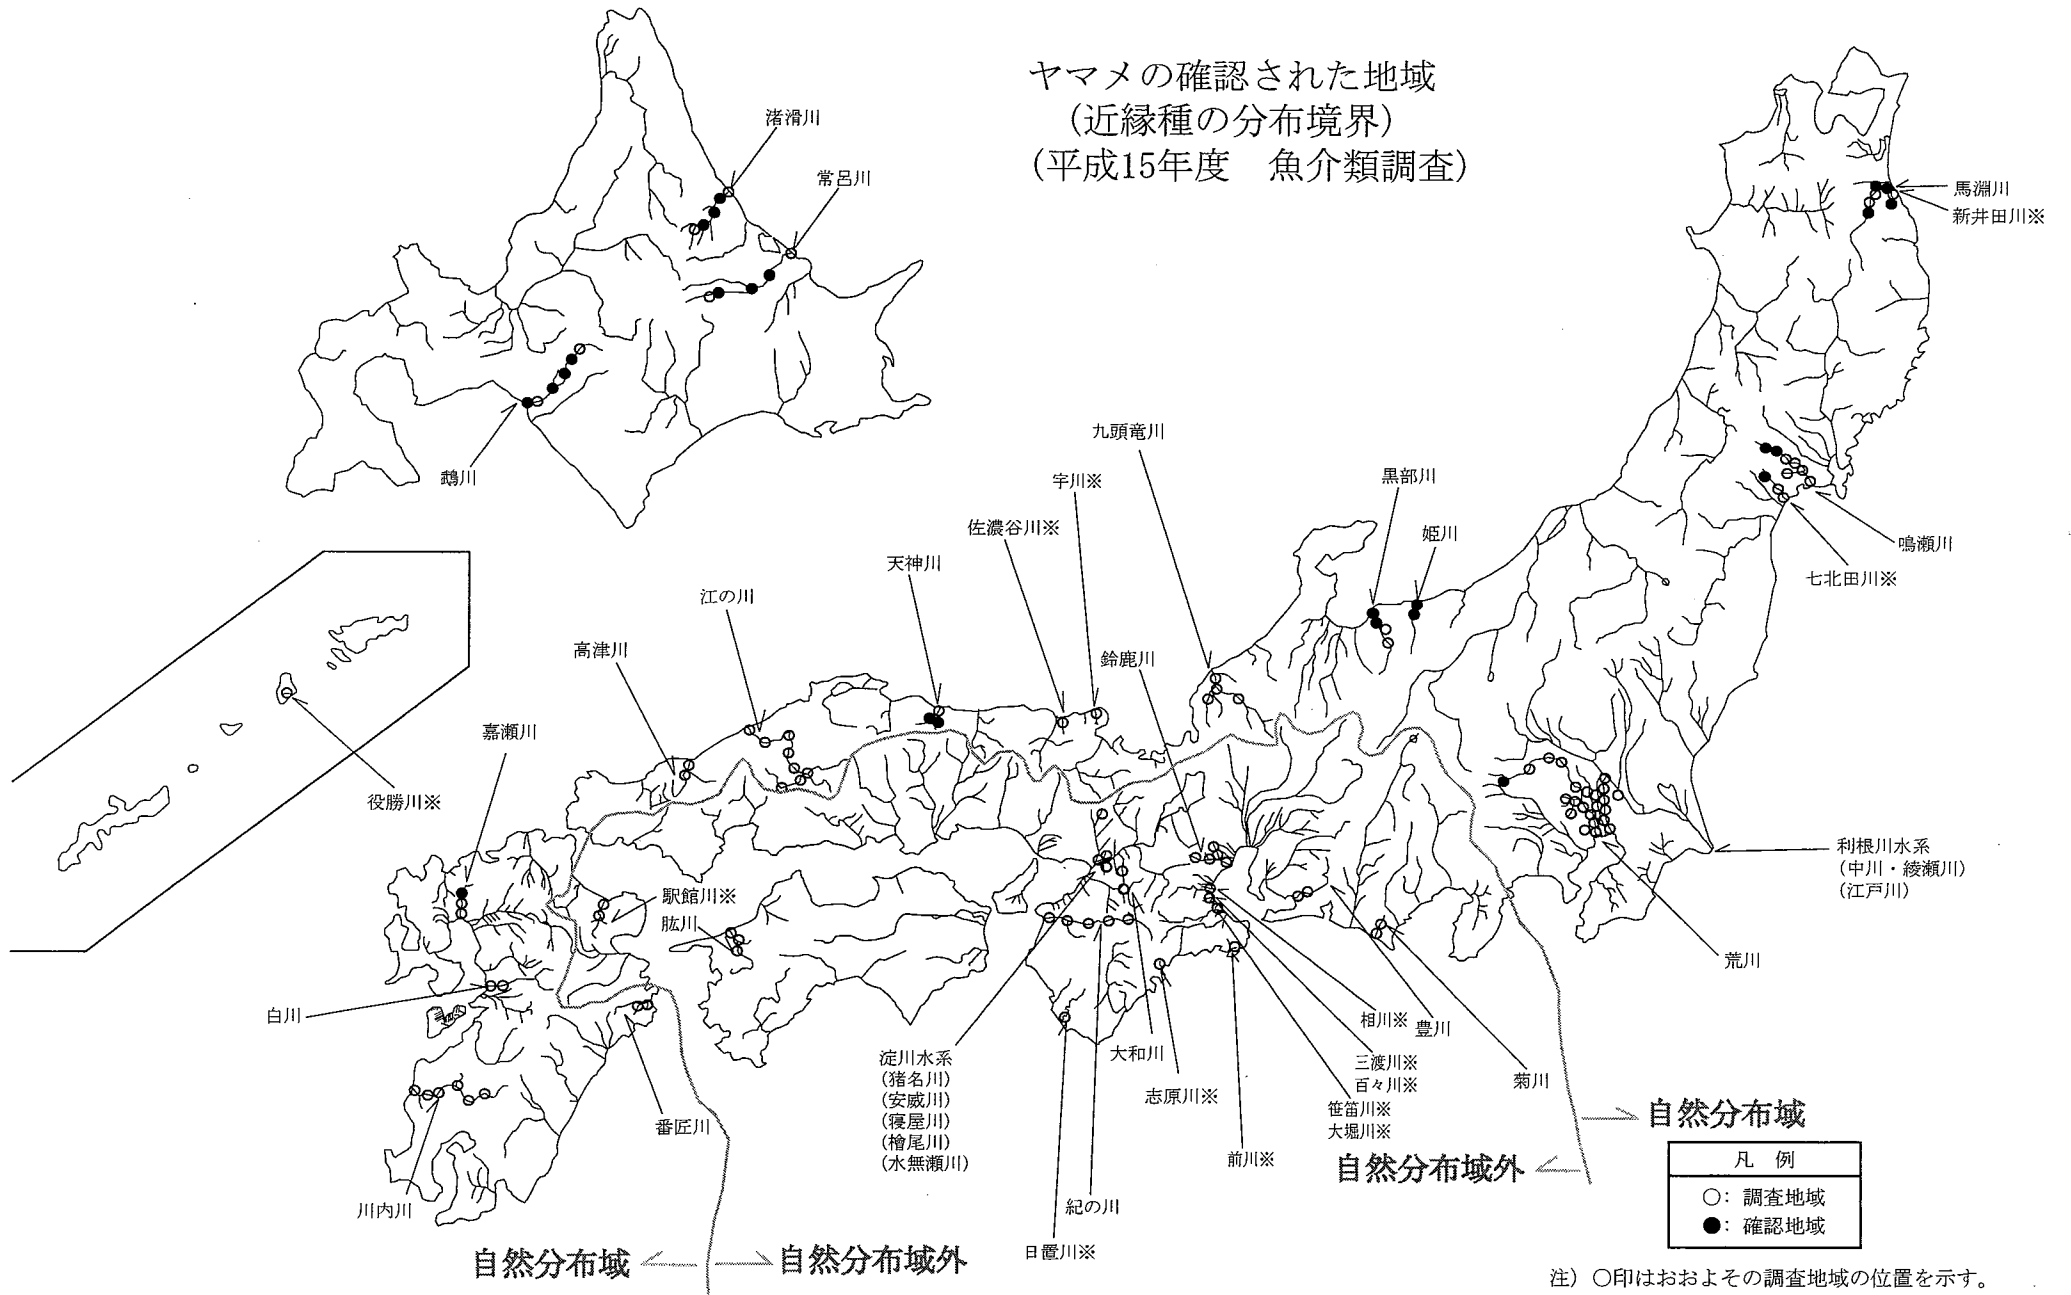 ヤマメの確認された地域
(近縁種の分布境界)
(平成15年度　魚介類調査)
渚滑川
常呂川
鵡川
馬淵川
新井田川※
鳴瀬川
七北田川※
九頭竜川
宇川※
佐濃谷川※
天神川
江の川
高津川
黒部川
姫川
鈴鹿川
嘉瀬川
役勝川※
駅館川※
肱川
白川
番匠川
川内川
利根川水系
(中川・綾瀬川)
(江戸川)
荒川
淀川水系
(猪名川)
(安威川)
(寝屋川)
(檜尾川)
(水無瀬川)
大和川
志原川※
紀の川
日置川※
前川※
相川※
豊川
三渡川※
百々川※
笹笛川※
大堀川※
菊川
自然分布域
自然分布域外
自然分布域
自然分布域外
凡　例
○：調査地域
●：確認地域
注）○印はおおよその調査地域の位置を示す。